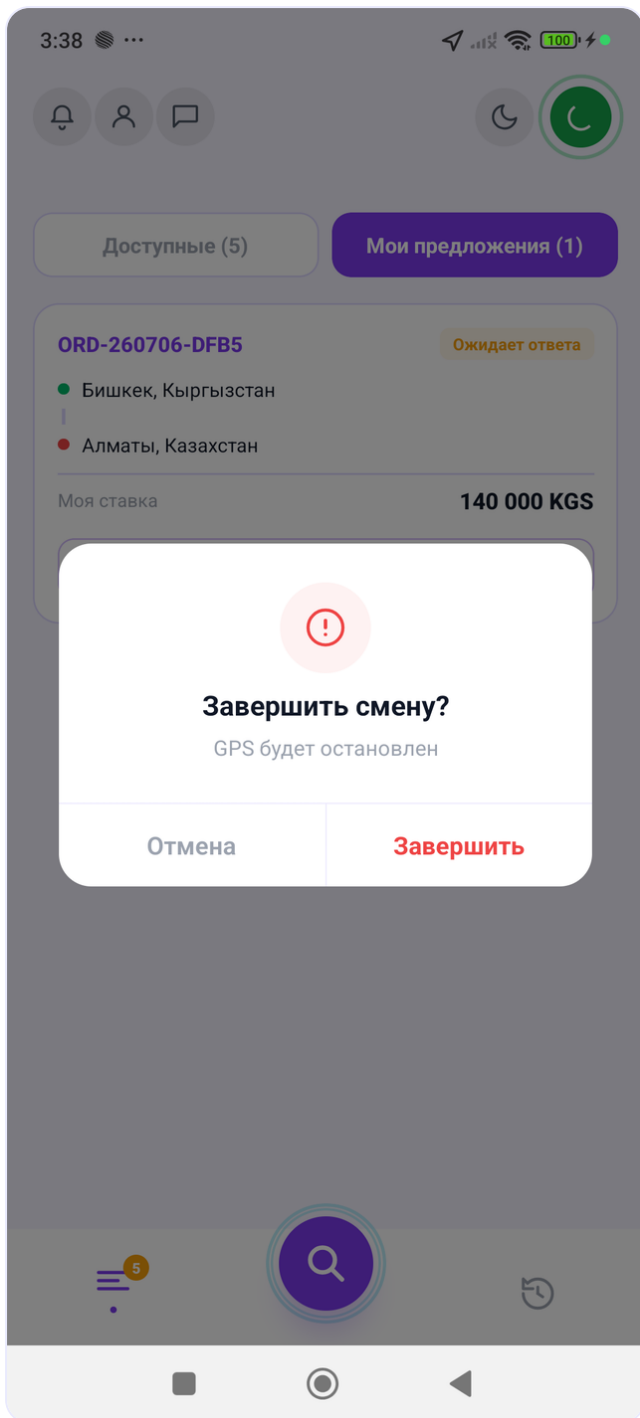 3:38
100
Доступные (5)
Мои предложения (1)
ORD-260706-DFB5
Ожидает ответа
Бишкек, Кыргызстан
Алматы, Казахстан
Моя ставка
140 000 KGS
Завершить смену?
GPS будет остановлен
Отмена
Завершить
5